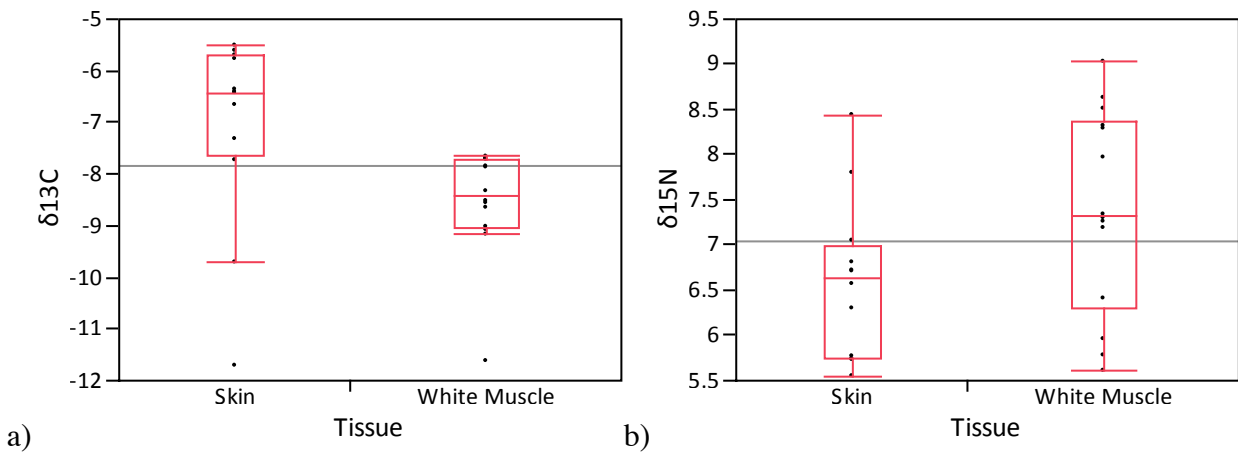 -5
-6
-7
-8
-9
-10
-11
-12
δ13C
Skin
White Muscle
Tissue
a)
9.5
9
8.5
8
7.5
7
6.5
6
5.5
δ15N
Skin
White Muscle
Tissue
b)